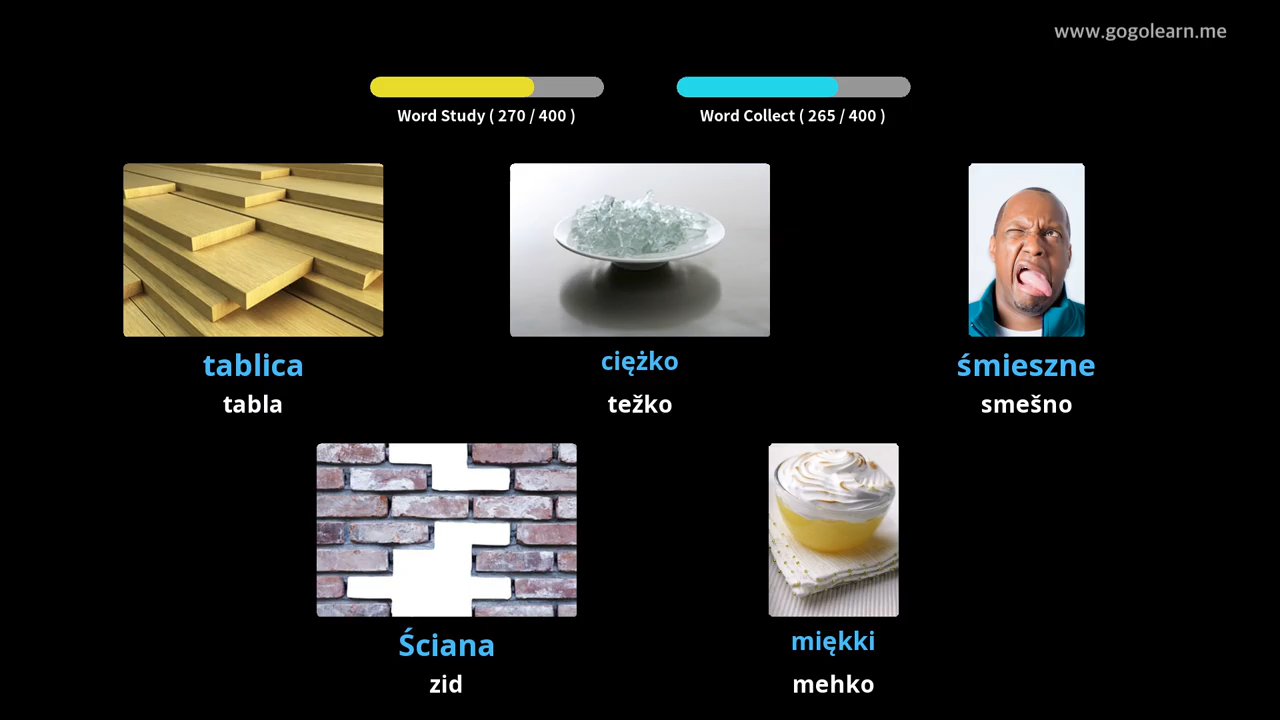 www.gogolearn.me
Word Study ( 270 / 400 )
Word Collect ( 265 / 400 )
tablica
tabla
ciężko
težko
śmieszne
smešno
Ściana
zid
miękki
mehko